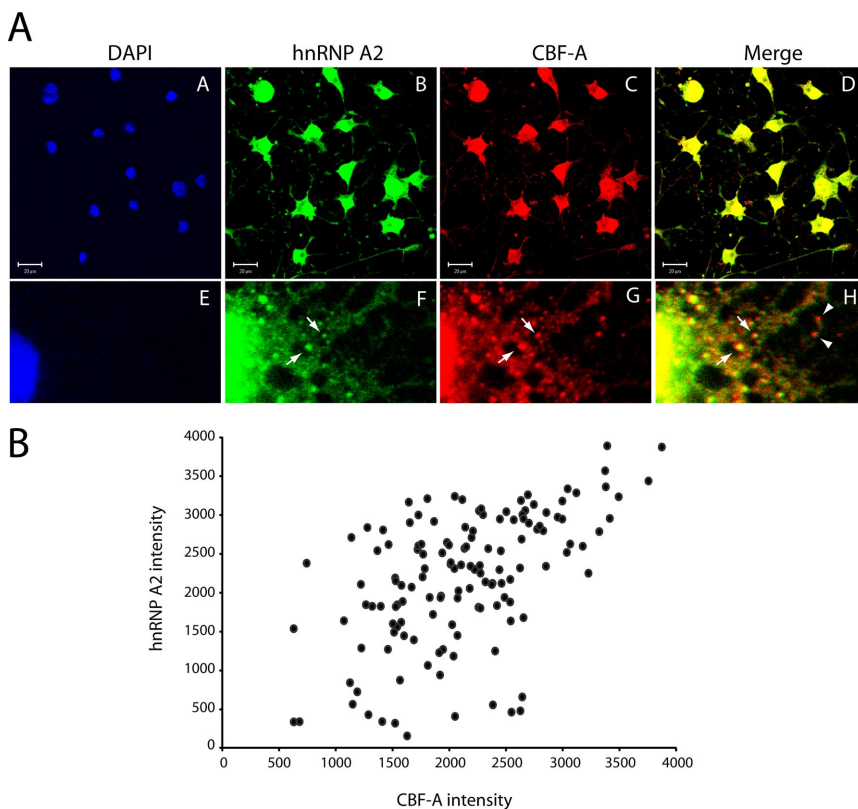 A
DAPI hnRNP A2 CBF-A Merge
A B C D
20 µm 20 µm 20 µm 20 µm
E F G H
B
4000
3500
3000
2500
2000
1500
1000
500
0
hnRNP A2 intensity
0 500 1000 1500 2000 2500 3000 3500 4000
CBF-A intensity